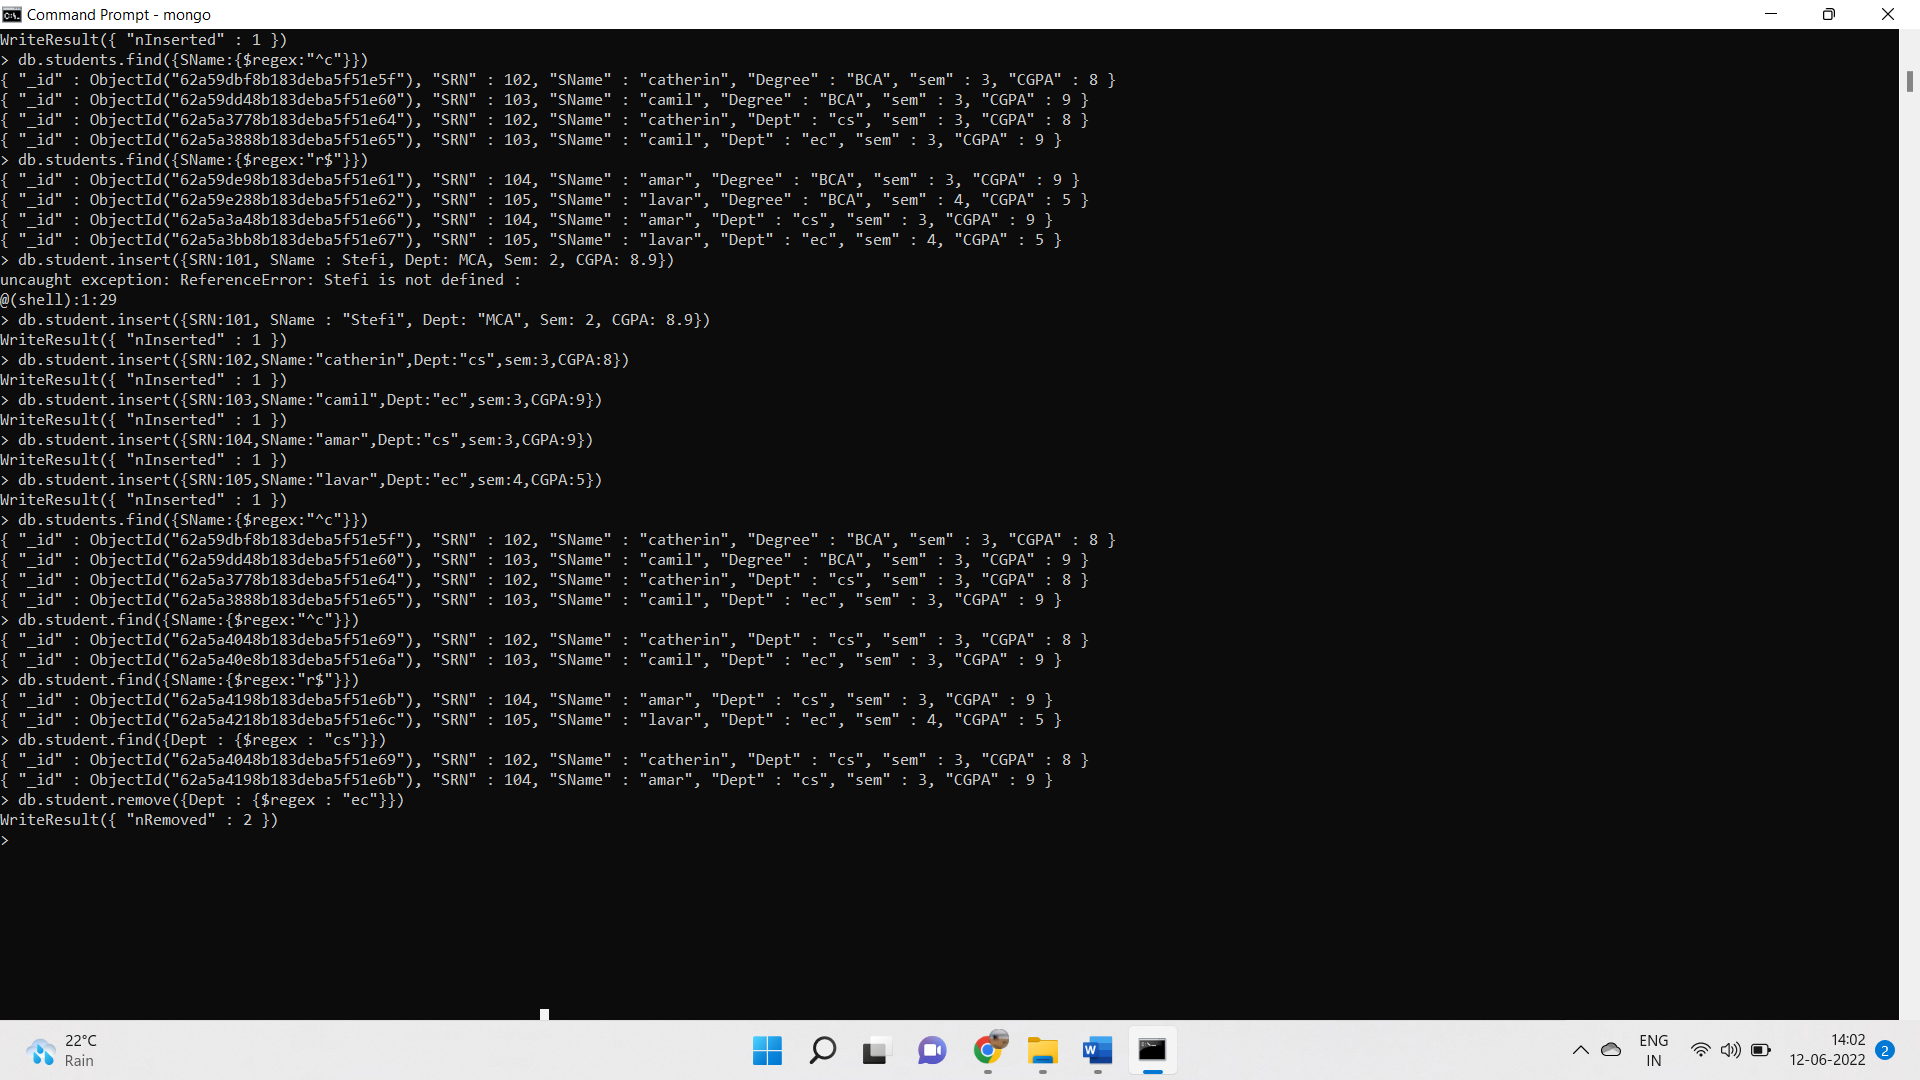 Command Prompt - mongo
WriteResult({ "nInserted" : 1 })
> db.students.find({SName:{$regex:"^c"}})
{ "_id" : ObjectId("62a59dbf8b183deba5f51e5f"), "SRN" : 102, "SName" : "catherin", "Degree" : "BCA", "sem" : 3, "CGPA" : 8 }
{ "_id" : ObjectId("62a59dd48b183deba5f51e60"), "SRN" : 103, "SName" : "camil", "Degree" : "BCA", "sem" : 3, "CGPA" : 9 }
{ "_id" : ObjectId("62a5a3778b183deba5f51e64"), "SRN" : 102, "SName" : "catherin", "Dept" : "cs", "sem" : 3, "CGPA" : 8 }
{ "_id" : ObjectId("62a5a3888b183deba5f51e65"), "SRN" : 103, "SName" : "camil", "Dept" : "ec", "sem" : 3, "CGPA" : 9 }
> db.students.find({SName:{$regex:"r$"}})
{ "_id" : ObjectId("62a59de98b183deba5f51e61"), "SRN" : 104, "SName" : "amar", "Degree" : "BCA", "sem" : 3, "CGPA" : 9 }
{ "_id" : ObjectId("62a59e288b183deba5f51e62"), "SRN" : 105, "SName" : "lavar", "Degree" : "BCA", "sem" : 4, "CGPA" : 5 }
{ "_id" : ObjectId("62a5a3a48b183deba5f51e66"), "SRN" : 104, "SName" : "amar", "Dept" : "cs", "sem" : 3, "CGPA" : 9 }
{ "_id" : ObjectId("62a5a3bb8b183deba5f51e67"), "SRN" : 105, "SName" : "lavar", "Dept" : "ec", "sem" : 4, "CGPA" : 5 }
> db.student.insert({SRN:101, SName : Stefi, Dept: MCA, Sem: 2, CGPA: 8.9})
uncaught exception: ReferenceError: Stefi is not defined :
@(shell):1:29
> db.student.insert({SRN:101, SName : "Stefi", Dept: "MCA", Sem: 2, CGPA: 8.9})
WriteResult({ "nInserted" : 1 })
> db.student.insert({SRN:102,SName:"catherin",Dept:"cs",sem:3,CGPA:8})
WriteResult({ "nInserted" : 1 })
> db.student.insert({SRN:103,SName:"camil",Dept:"ec",sem:3,CGPA:9})
WriteResult({ "nInserted" : 1 })
> db.student.insert({SRN:104,SName:"amar",Dept:"cs",sem:3,CGPA:9})
WriteResult({ "nInserted" : 1 })
> db.student.insert({SRN:105,SName:"lavar",Dept:"ec",sem:4,CGPA:5})
WriteResult({ "nInserted" : 1 })
> db.students.find({SName:{$regex:"^c"}})
{ "_id" : ObjectId("62a59dbf8b183deba5f51e5f"), "SRN" : 102, "SName" : "catherin", "Degree" : "BCA", "sem" : 3, "CGPA" : 8 }
{ "_id" : ObjectId("62a59dd48b183deba5f51e60"), "SRN" : 103, "SName" : "camil", "Degree" : "BCA", "sem" : 3, "CGPA" : 9 }
{ "_id" : ObjectId("62a5a3778b183deba5f51e64"), "SRN" : 102, "SName" : "catherin", "Dept" : "cs", "sem" : 3, "CGPA" : 8 }
{ "_id" : ObjectId("62a5a3888b183deba5f51e65"), "SRN" : 103, "SName" : "camil", "Dept" : "ec", "sem" : 3, "CGPA" : 9 }
> db.student.find({SName:{$regex:"^c"}})
{ "_id" : ObjectId("62a5a4048b183deba5f51e69"), "SRN" : 102, "SName" : "catherin", "Dept" : "cs", "sem" : 3, "CGPA" : 8 }
{ "_id" : ObjectId("62a5a40e8b183deba5f51e6a"), "SRN" : 103, "SName" : "camil", "Dept" : "ec", "sem" : 3, "CGPA" : 9 }
> db.student.find({SName:{$regex:"r$"}})
{ "_id" : ObjectId("62a5a4198b183deba5f51e6b"), "SRN" : 104, "SName" : "amar", "Dept" : "cs", "sem" : 3, "CGPA" : 9 }
{ "_id" : ObjectId("62a5a4218b183deba5f51e6c"), "SRN" : 105, "SName" : "lavar", "Dept" : "ec", "sem" : 4, "CGPA" : 5 }
> db.student.find({Dept : {$regex : "cs"}})
{ "_id" : ObjectId("62a5a4048b183deba5f51e69"), "SRN" : 102, "SName" : "catherin", "Dept" : "cs", "sem" : 3, "CGPA" : 8 }
{ "_id" : ObjectId("62a5a4198b183deba5f51e6b"), "SRN" : 104, "SName" : "amar", "Dept" : "cs", "sem" : 3, "CGPA" : 9 }
> db.student.remove({Dept : {$regex : "ec"}})
WriteResult({ "nRemoved" : 2 })
>
22°C
Rain
W
ENG
IN
14:02
12-06-2022
2